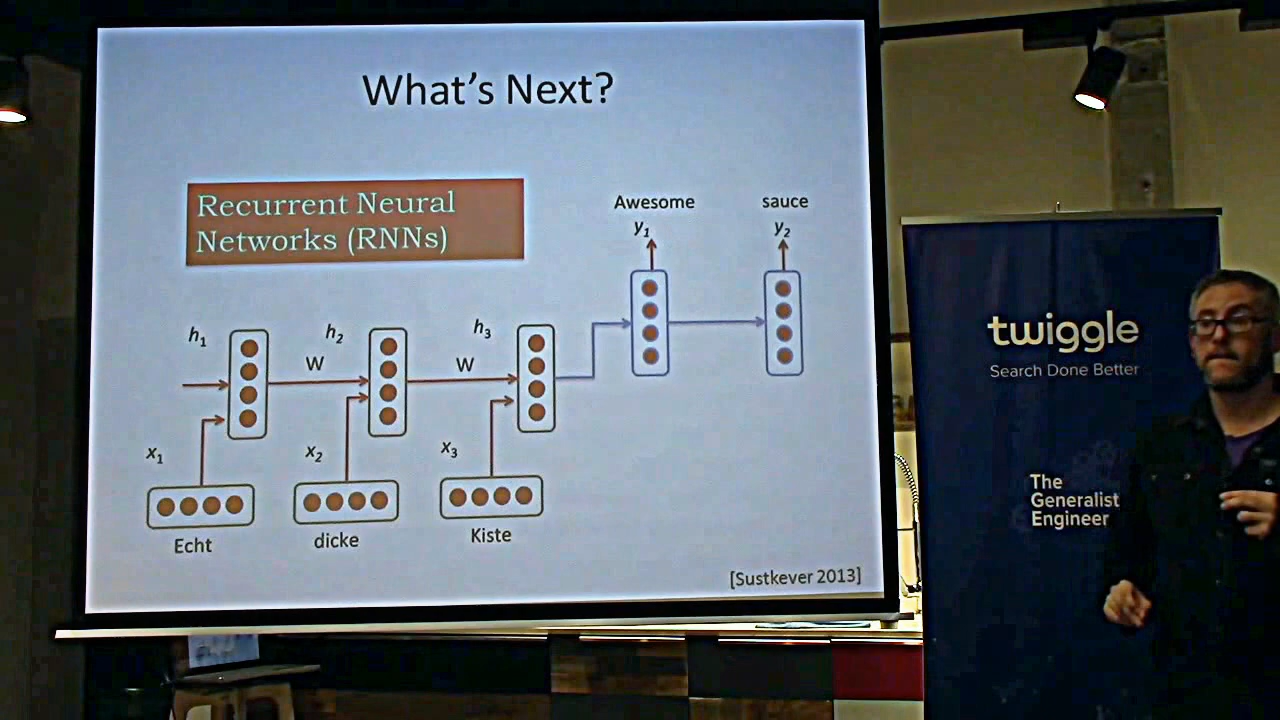 What's Next?
Recurrent Neural
Networks (RNNs)
Awesome
sauce
y1
y2
h1
h2
h3
W
W
x1
x2
x3
Echt
dicke
Kiste
[Sustkever 2013]
twiggle
Search Done Better
The
Generalist
Engineer